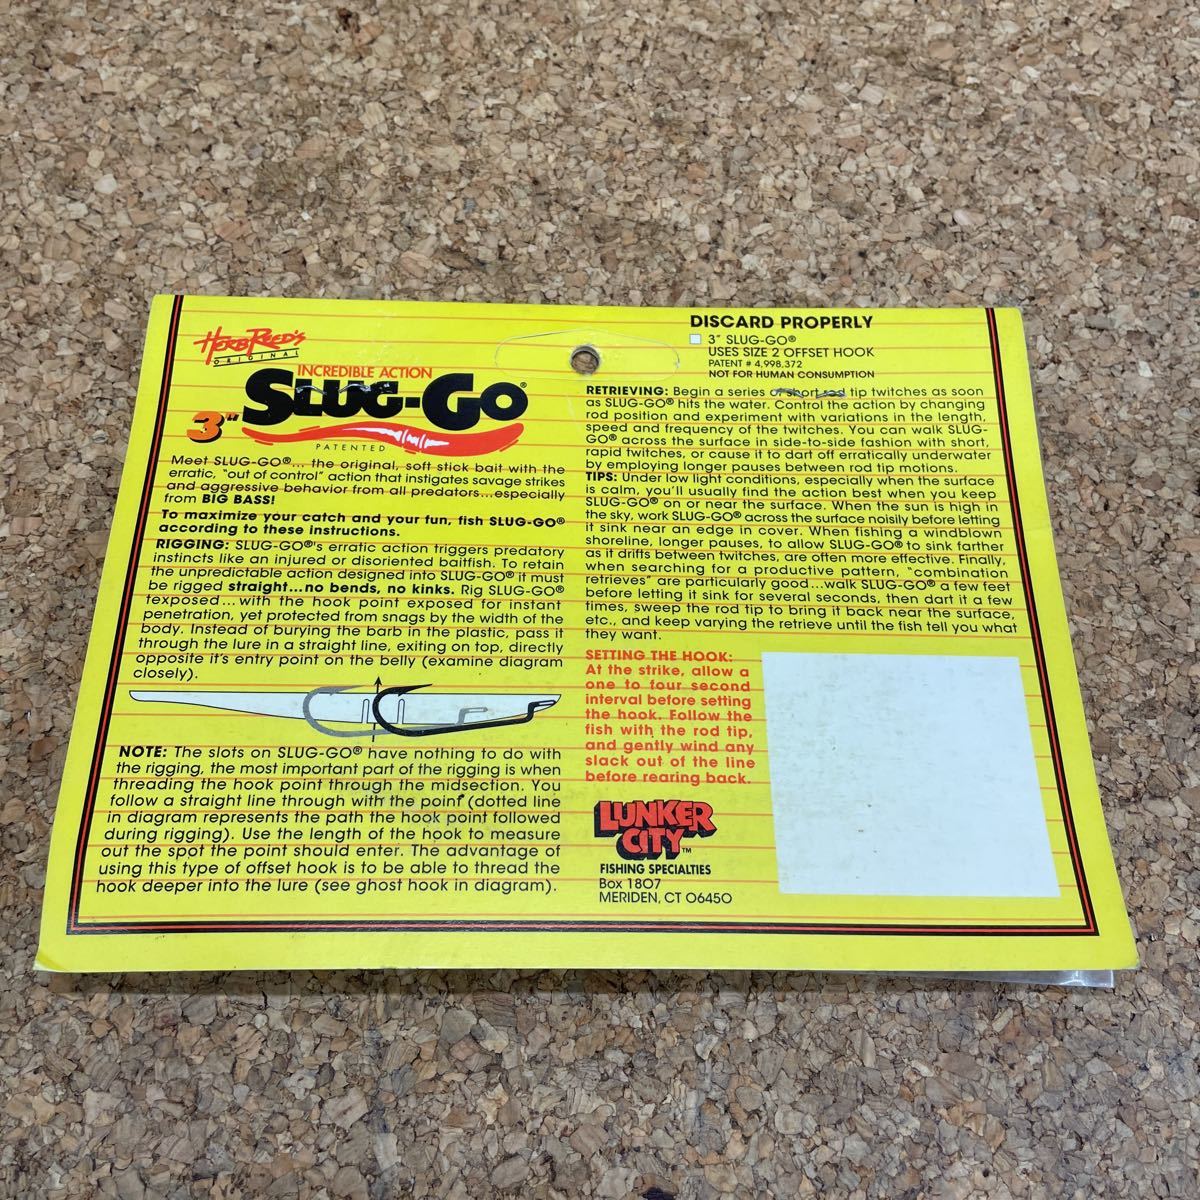 HERB REED'S
ORIGINAL
INCREDIBLE ACTION
3" SLUG-GO®
PATENTED
Meet SLUG-GO®... the original, soft stick bait with the
erratic, "out of control" action that instigates savage strikes
and aggressive behavior from all predators...especially
from BIG BASS!
To maximize your catch and your fun, fish SLUG-GO®
according to these instructions.
RIGGING: SLUG-GO®'s erratic action triggers predatory
instincts like an injured or disoriented baitfish. To retain
the unpredictable action designed into SLUG-GO® it must
be rigged straight...no bends, no kinks. Rig SLUG-GO®
texposed...with the hook point exposed for instant
penetration, yet protected from snags by the width of the
body. Instead of burying the barb in the plastic, pass it
through the lure in a straight line, exiting on top, directly
opposite it's entry point on the belly (examine diagram
closely).
NOTE: The slots on SLUG-GO® have nothing to do with
the rigging, the most important part of the rigging is when
threading the hook point through the midsection. You
follow a straight line through with the point (dotted line
in diagram represents the path the hook point followed
during rigging). Use the length of the hook to measure
out the spot the point should enter. The advantage of
using this type of offset hook is to be able to thread the
hook deeper into the lure (see ghost hook in diagram).
DISCARD PROPERLY
3" SLUG-GO®
USES SIZE 2 OFFSET HOOK
PATENT # 4,998,372
NOT FOR HUMAN CONSUMPTION
RETRIEVING: Begin a series of short rod tip twitches as soon
as SLUG-GO® hits the water. Control the action by changing
rod position and experiment with variations in the length,
speed and frequency of the twitches. You can walk SLUG-
GO® across the surface in side-to-side fashion with short,
rapid twitches, or cause it to dart off erratically underwater
by employing longer pauses between rod tip motions.
TIPS: Under low light conditions, especially when the surface
is calm, you'll usually find the action best when you keep
SLUG-GO® on or near the surface. When the sun is high in
the sky, work SLUG-GO® across the surface noisily before letting
it sink near an edge in cover. When fishing a windblown
shoreline, longer pauses, to allow SLUG-GO® to sink farther
as it drifts between twitches, are often more effective. Finally,
when searching for a productive pattern, "combination
retrieves" are particularly good...walk SLUG-GO® a few feet
before letting it sink for several seconds, then dart it a few
times, sweep the rod tip to bring it back near the surface,
etc., and keep varying the retrieve until the fish tell you what
they want.
SETTING THE HOOK:
At the strike, allow a
one to four second
interval before setting
the hook. Follow the
fish with the rod tip,
and gently wind any
slack out of the line
before rearing back.
LUNKER
CITY™
FISHING SPECIALTIES
Box 1807
MERIDEN, CT 06450